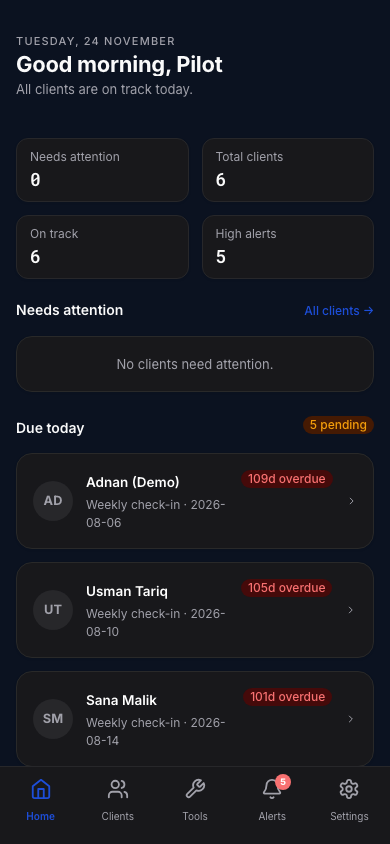 TUESDAY, 24 NOVEMBER
Good morning, Pilot
All clients are on track today.
Needs attention
0
Total clients
6
On track
6
High alerts
5
Needs attention
All clients →
No clients need attention.
Due today
5 pending
AD
Adnan (Demo)
109d overdue
Weekly check-in · 2026-
08-06
UT
Usman Tariq
105d overdue
Weekly check-in · 2026-
08-10
SM
Sana Malik
101d overdue
Weekly check-in · 2026-
08-14
5
Home
Clients
Tools
Alerts
Settings